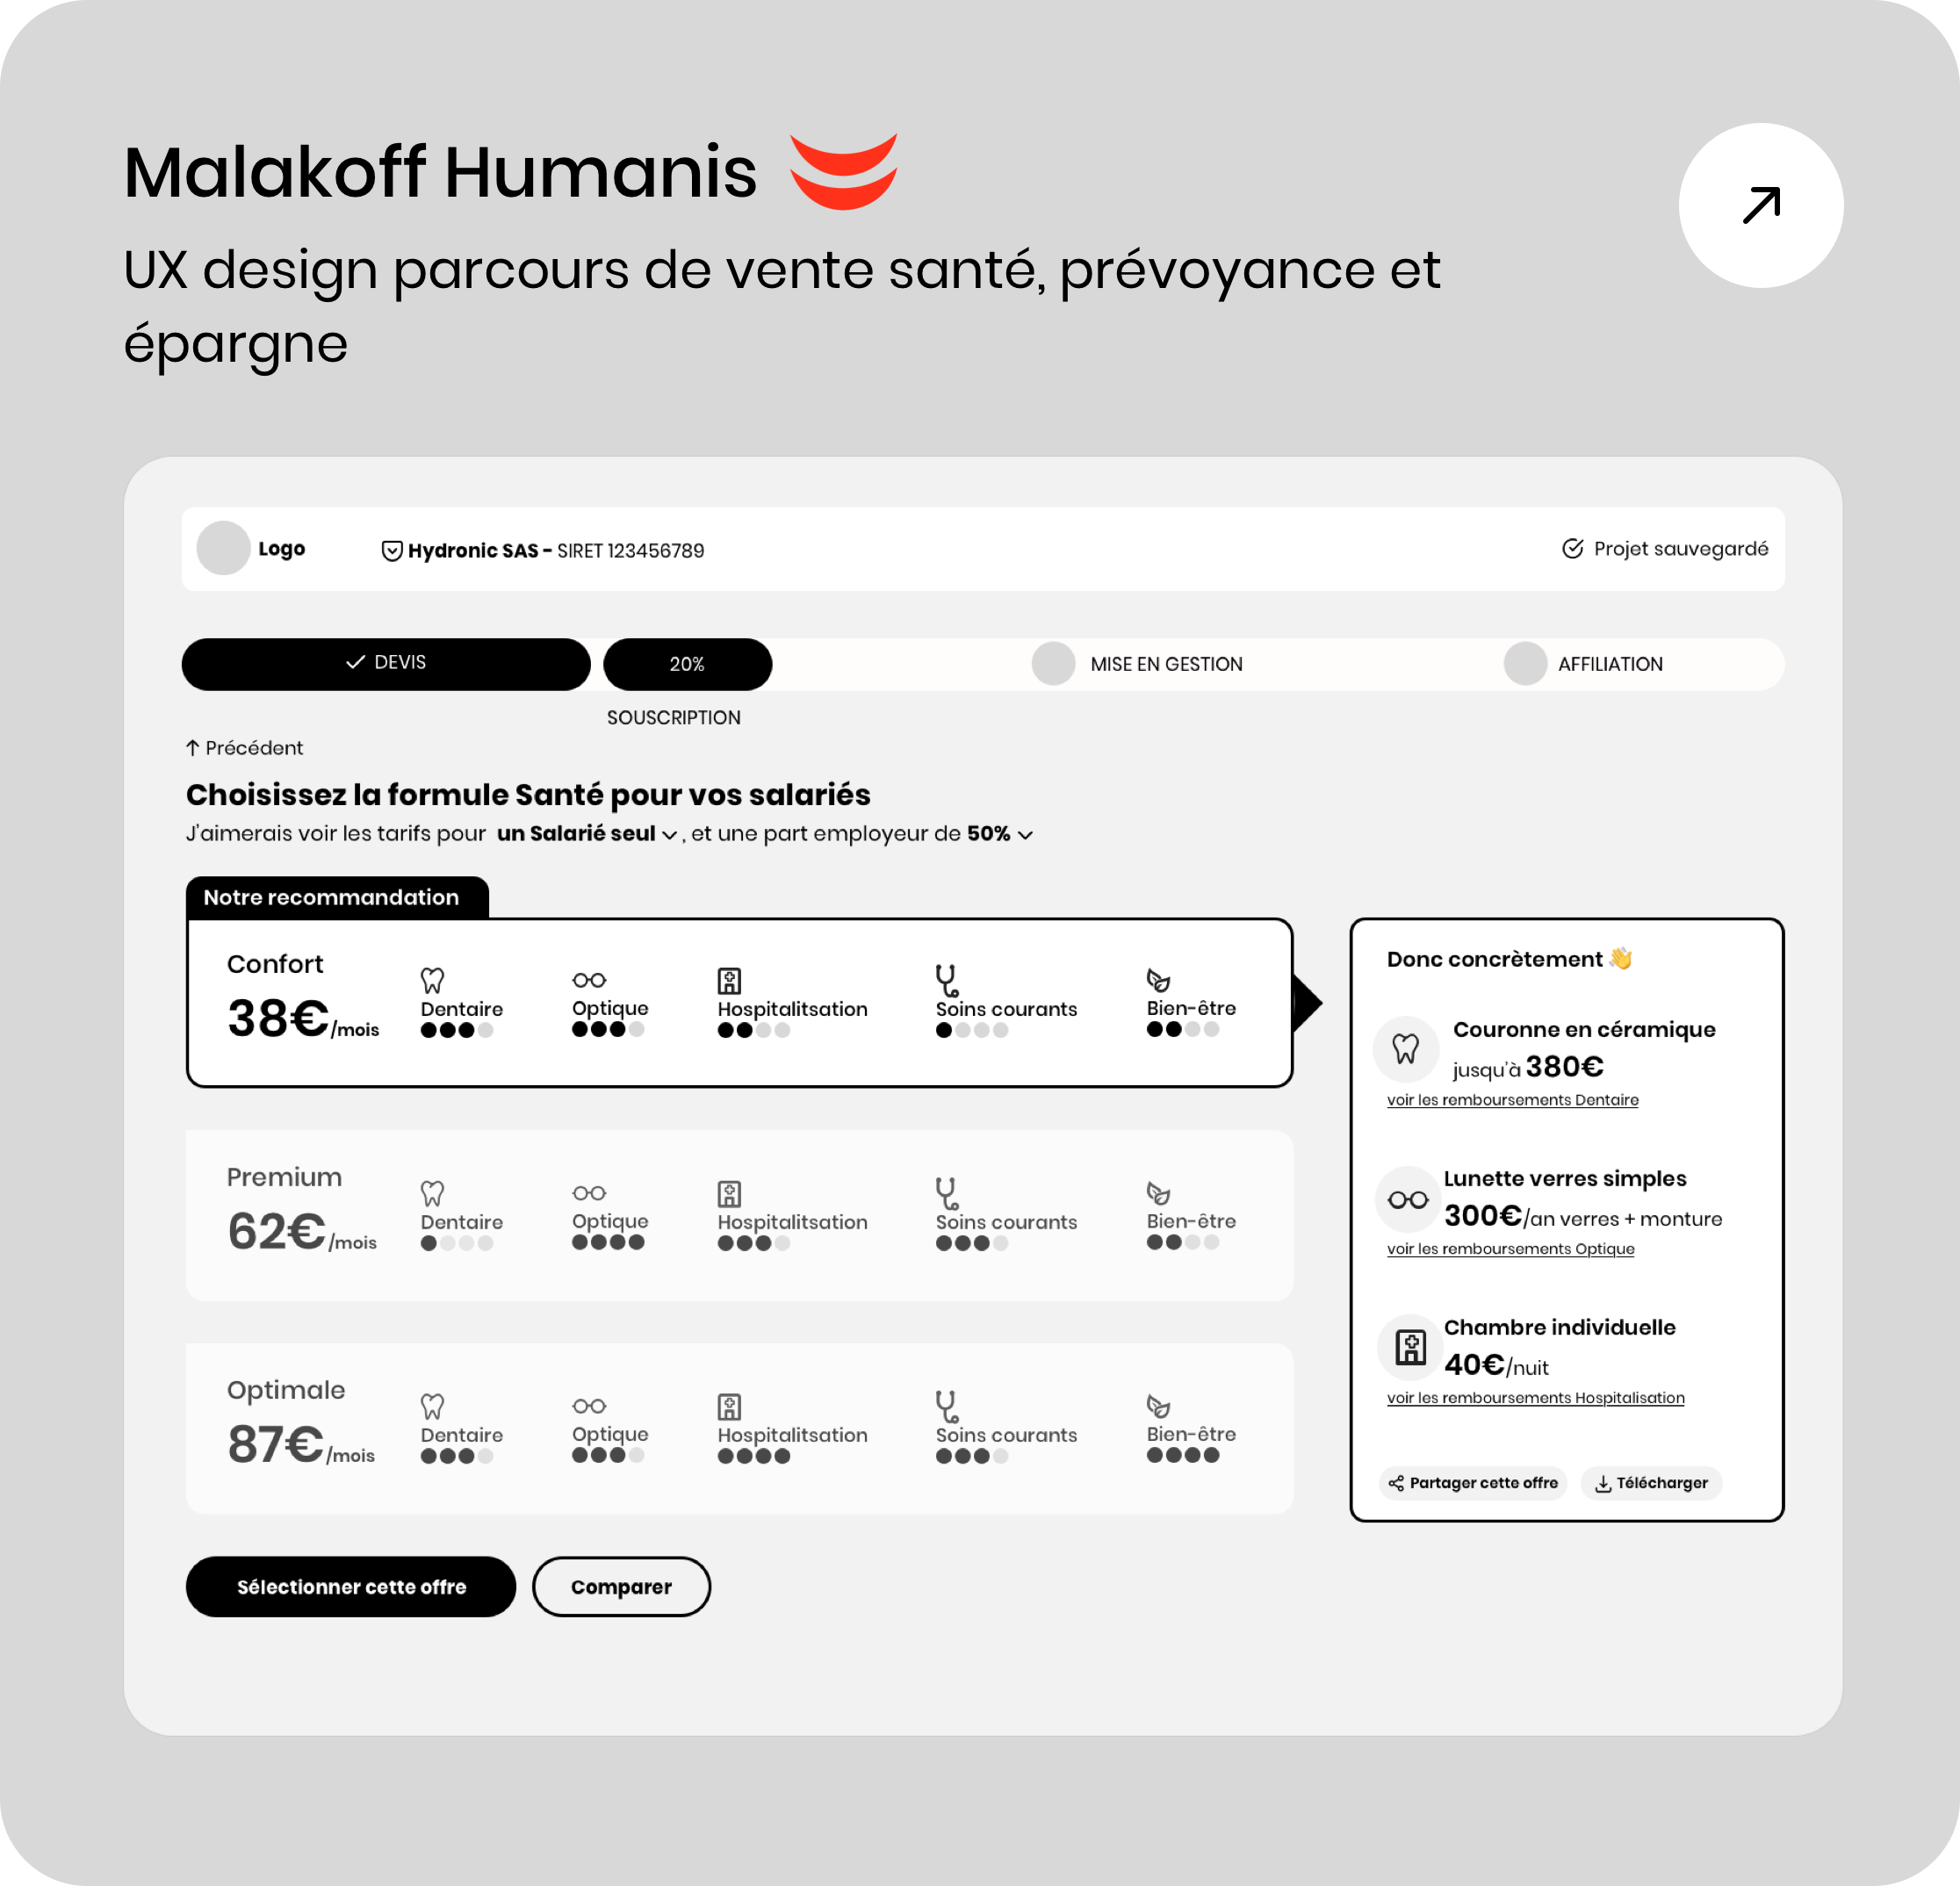 Malakoff Humanis
UX design parcours de vente santé, prévoyance et
épargne
Logo
Hydronic SAS - SIRET 123456789
Projet sauvegardé
DEVIS
20%
MISE EN GESTION
AFFILIATION
SOUSCRIPTION
Précédent
Choisissez la formule Santé pour vos salariés
J'aimerais voir les tarifs pour un Salarié seul , et une part employeur de 50%
Notre recommandation
Confort
38€/mois
Dentaire
Optique
Hospitalitsation
Soins courants
Bien-être
Premium
62€/mois
Dentaire
Optique
Hospitalitsation
Soins courants
Bien-être
Optimale
87€/mois
Dentaire
Optique
Hospitalitsation
Soins courants
Bien-être
Donc concrètement 👋
Couronne en céramique
jusqu'à 380€
voir les remboursements Dentaire
Lunette verres simples
300€/an verres + monture
voir les remboursements Optique
Chambre individuelle
40€/nuit
voir les remboursements Hospitalisation
Partager cette offre
Télécharger
Sélectionner cette offre
Comparer